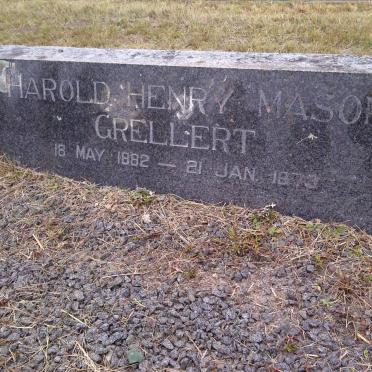 HAROLD HENRY MASON
GRELLERT
18 MAY 1882 — 21 JAN. 1973